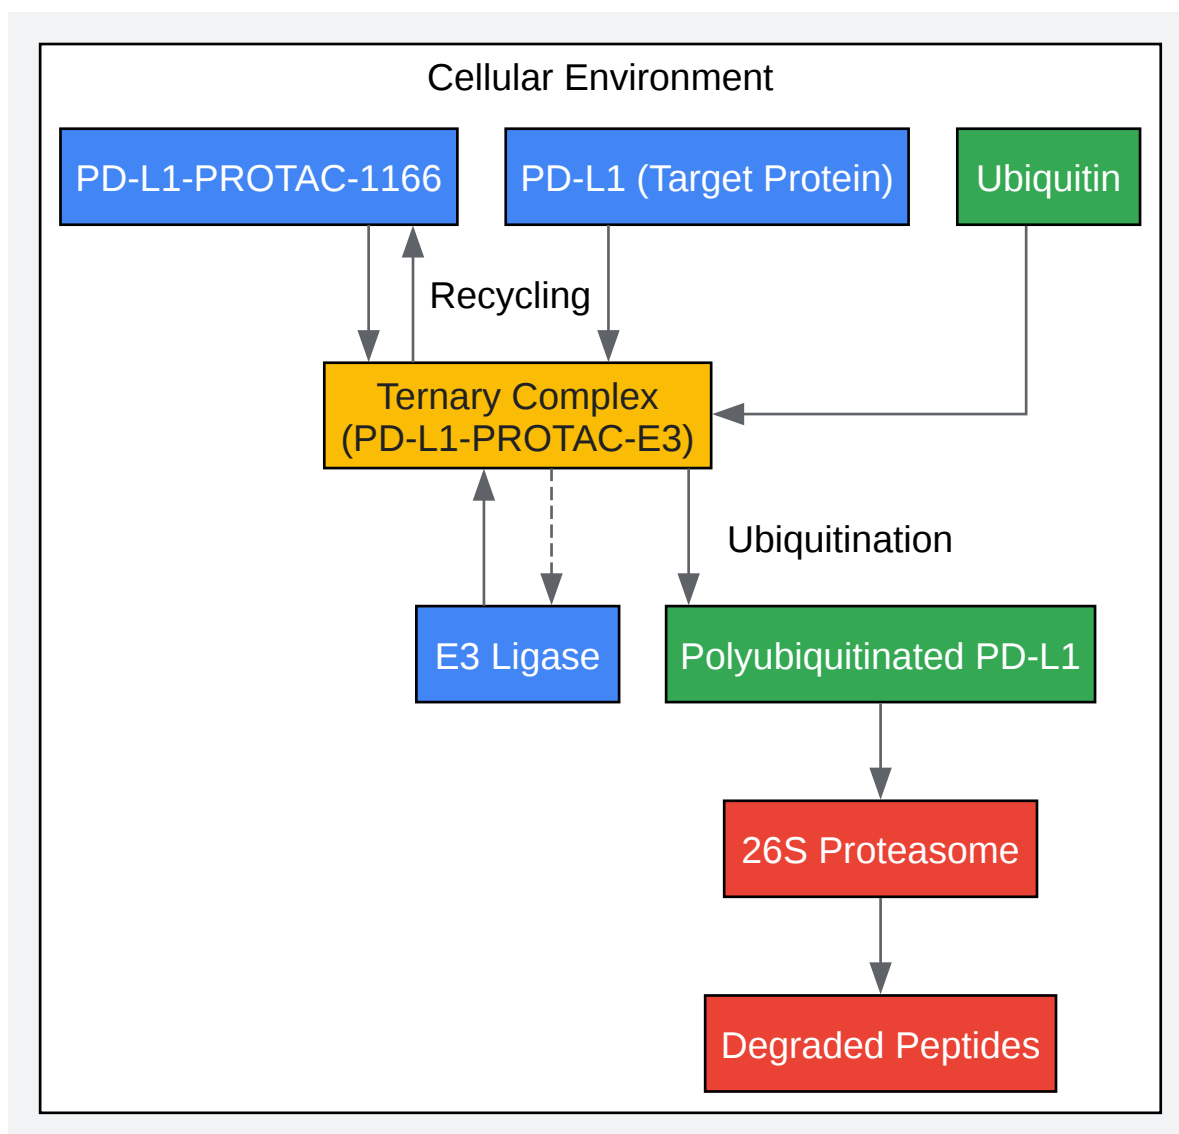 Cellular Environment
PD-L1-PROTAC-1166
PD-L1 (Target Protein)
Ubiquitin
Recycling
Ternary Complex
(PD-L1-PROTAC-E3)
Ubiquitination
E3 Ligase
Polyubiquitinated PD-L1
26S Proteasome
Degraded Peptides